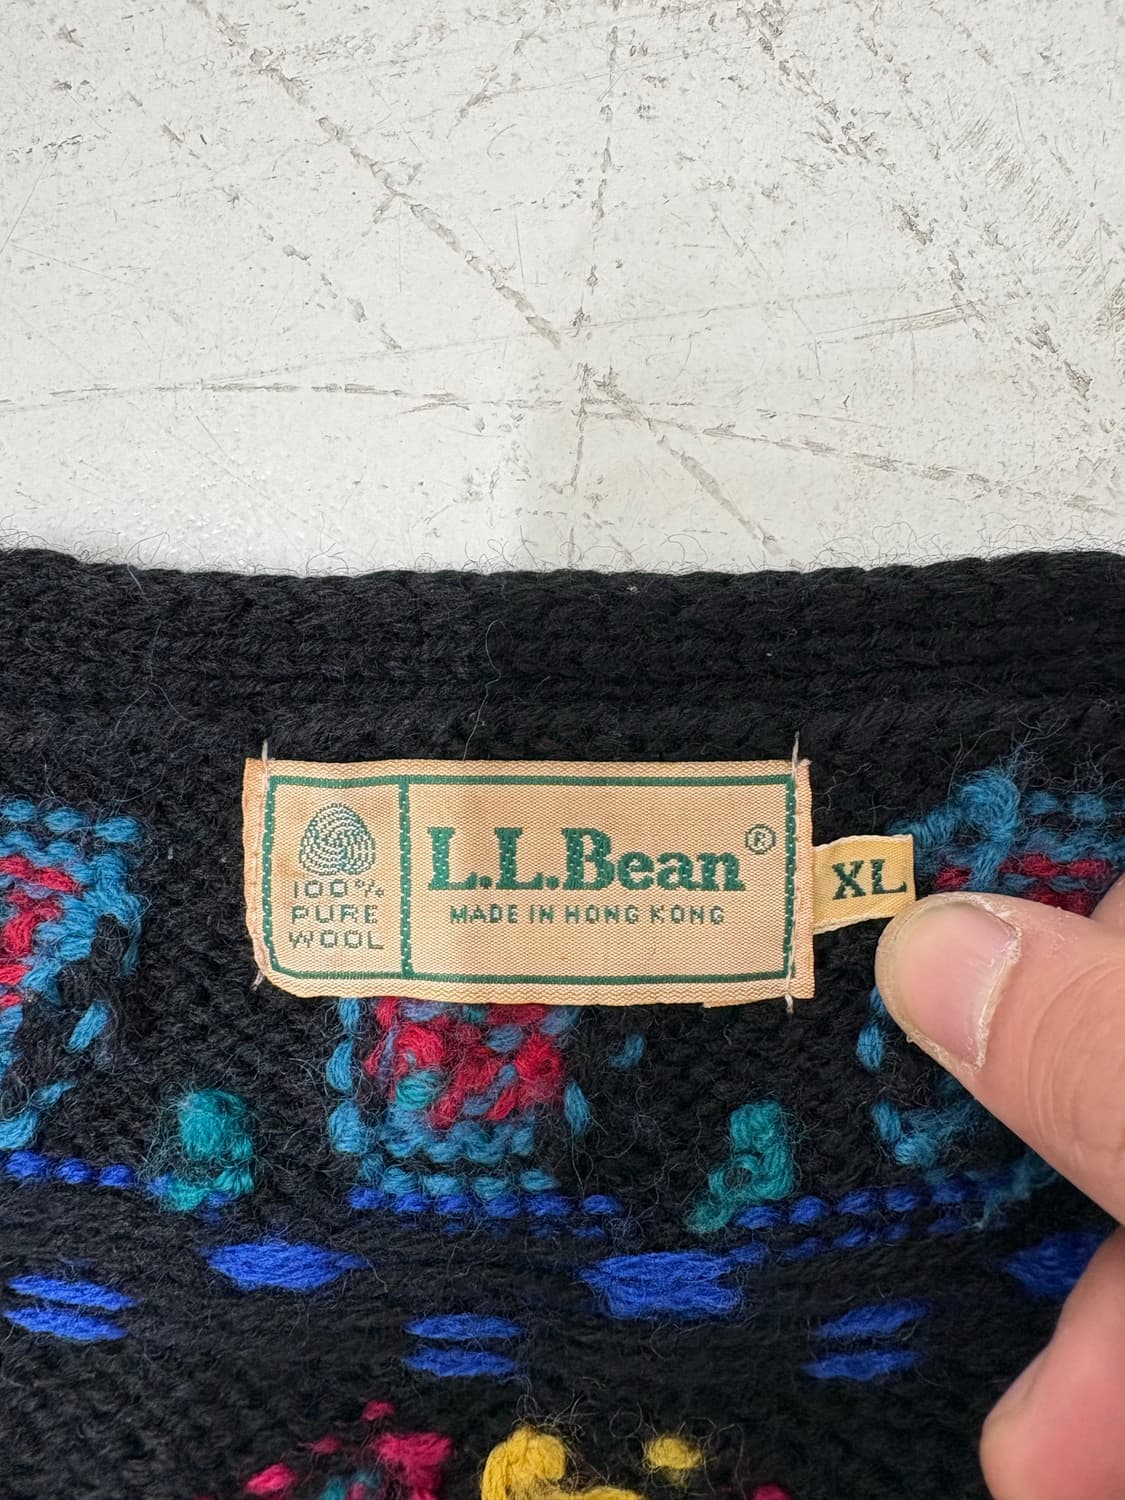 100%
PURE
WOOL
L.L.Bean®
MADE IN HONG KONG
XL